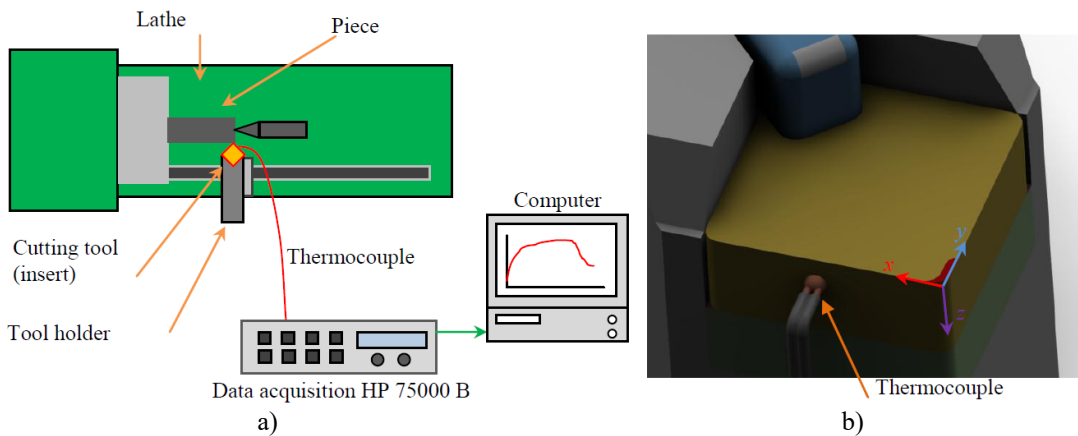 Lathe
Piece
Cutting tool
(insert)
Tool holder
Thermocouple
Computer
Data acquisition HP 75000 B
a)
x
y
z
Thermocouple
b)